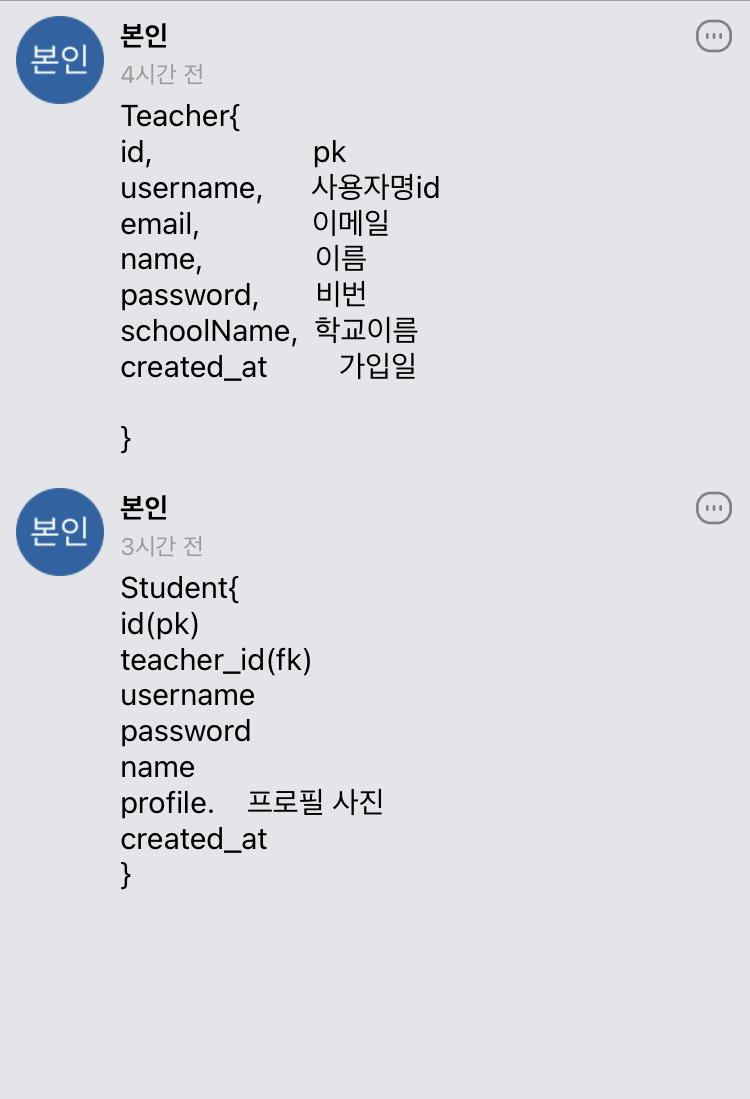 본인
본인
4시간 전
Teacher{
id, pk
username, 사용자명id
email, 이메일
name, 이름
password, 비번
schoolName, 학교이름
created_at 가입일
}
본인
본인
3시간 전
Student{
id(pk)
teacher_id(fk)
username
password
name
profile. 프로필 사진
created_at
}